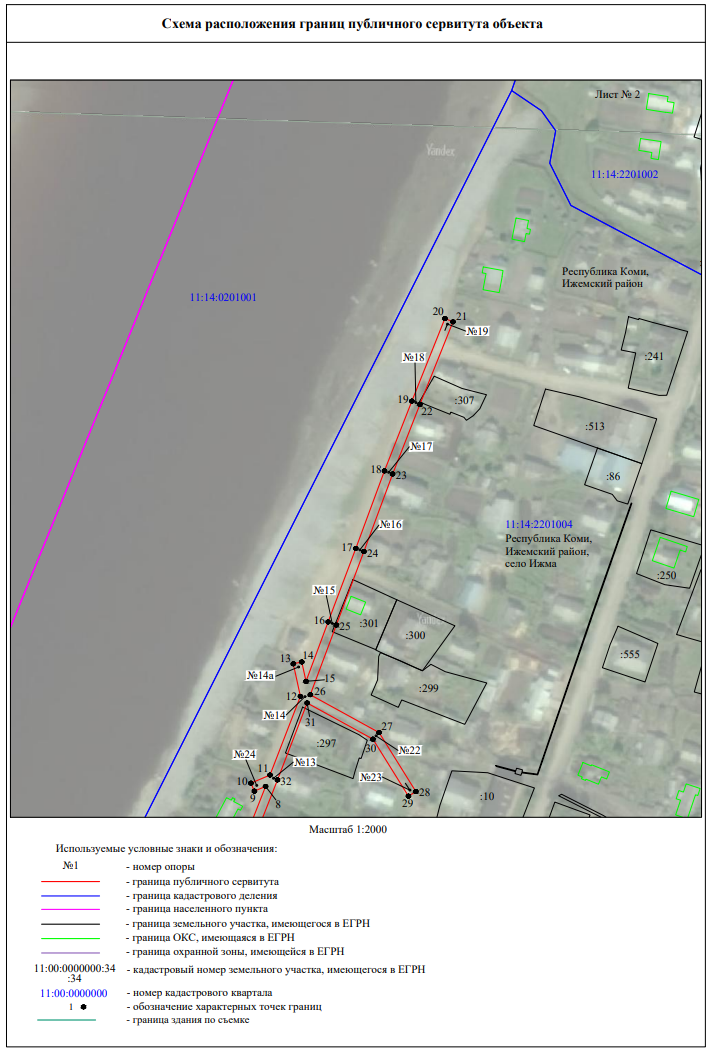 Схема расположения границ публичного сервитута объекта
Лист № 2
Yandex
11:14:2201002
Республика Коми,
Ижемский район
11:14:0201001
20
21
№19
:241
№18
19
22
:307
:513
№17
18
23
:86
№16
17
24
11:14:2201004
Республика Коми,
Ижемский район,
село Ижма
:250
№15
16
25
:301
:300
:555
13
14
№14а
15
:299
12
26
№14
31
27
30
№22
:297
№24
№13
11
10
32
9
8
№23
28
29
:10
Масштаб 1:2000
Используемые условные знаки и обозначения:
№1 - номер опоры
- граница публичного сервитута
- граница кадастрового деления
- граница населенного пункта
- граница земельного участка, имеющегося в ЕГРН
- граница ОКС, имеющаяся в ЕГРН
- граница охранной зоны, имеющейся в ЕГРН
11:00:0000000:34
:34
- кадастровый номер земельного участка, имеющегося в ЕГРН
11:00:0000000 - номер кадастрового квартала
1 - обозначение характерных точек границ
- граница здания по съемке